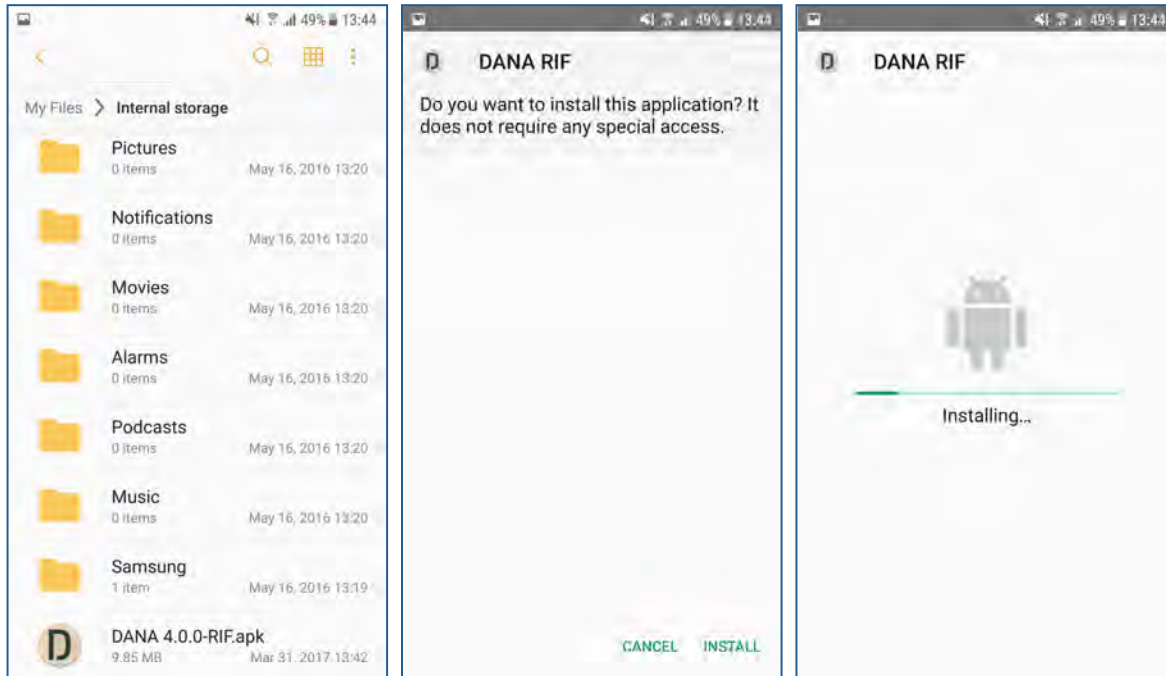 49% 13:44
My Files > Internal storage
Pictures
0 items May 16, 2016 13:20
Notifications
0 items May 16, 2016 13:20
Movies
0 items May 16, 2016 13:20
Alarms
0 items May 16, 2016 13:20
Podcasts
0 items May 16, 2016 13:20
Music
0 items May 16, 2016 13:20
Samsung
1 item May 16, 2016 13:19
D
DANA 4.0.0-RIF.apk
9.85 MB Mar 31, 2017 13:42
49% 13:44
D DANA RIF
Do you want to install this application? It
does not require any special access.
CANCEL INSTALL
49% 13:44
D DANA RIF
Installing...